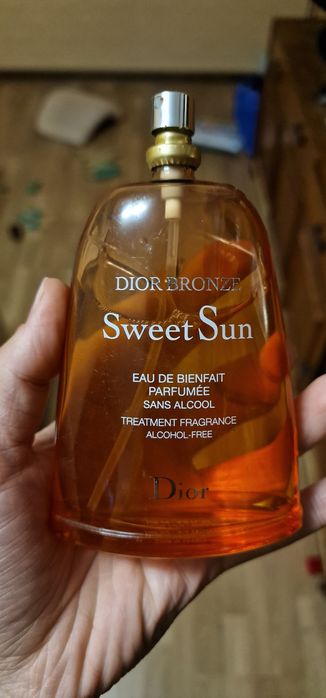 DIOR BRONZE
Sweet Sun
EAU DE BIENFAIT
PARFUMÉE
SANS ALCOOL
TREATMENT FRAGRANCE
ALCOHOL-FREE
Dior